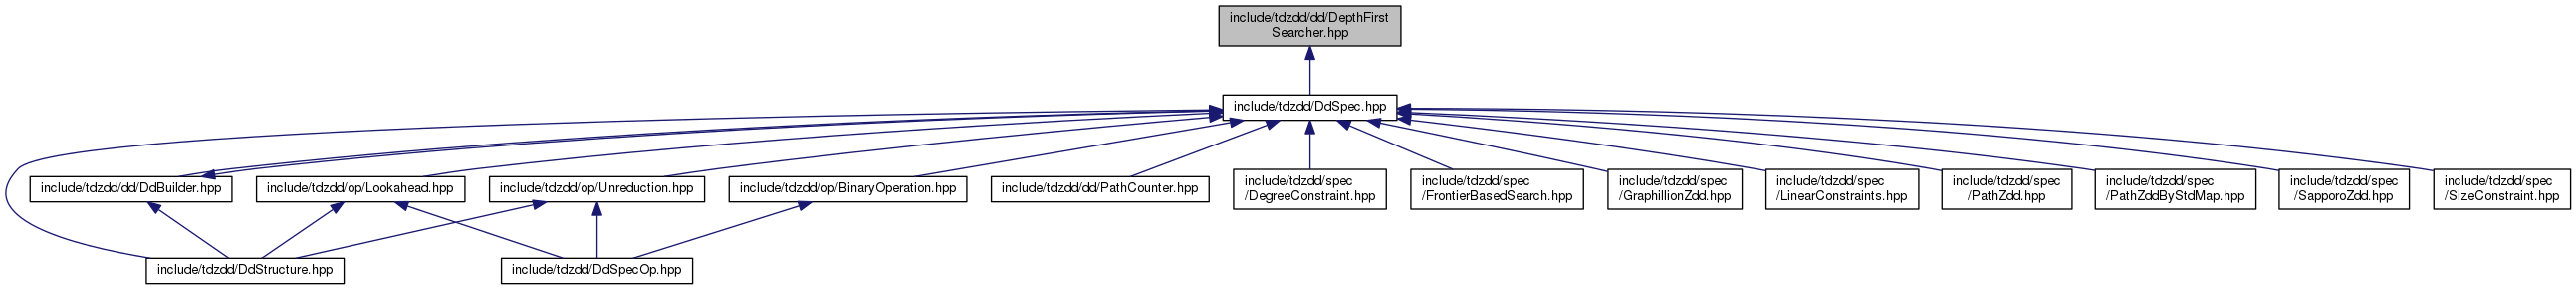 include/tdzdd/dd/DepthFirst
Searcher.hpp
include/tdzdd/DdSpec.hpp
include/tdzdd/dd/DdBuilder.hpp
include/tdzdd/op/Lookahead.hpp
include/tdzdd/op/Unreduction.hpp
include/tdzdd/op/BinaryOperation.hpp
include/tdzdd/dd/PathCounter.hpp
include/tdzdd/spec
/DegreeConstraint.hpp
include/tdzdd/spec
/FrontierBasedSearch.hpp
include/tdzdd/spec
/GraphillionZdd.hpp
include/tdzdd/spec
/LinearConstraints.hpp
include/tdzdd/spec
/PathZdd.hpp
include/tdzdd/spec
/PathZddByStdMap.hpp
include/tdzdd/spec
/SapporoZdd.hpp
include/tdzdd/spec
/SizeConstraint.hpp
include/tdzdd/DdStructure.hpp
include/tdzdd/DdSpecOp.hpp